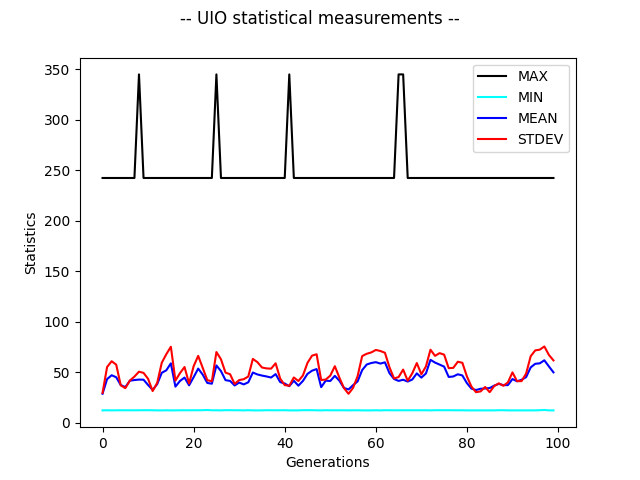 -- UIO statistical measurements --
MAX
MIN
MEAN
STDEV
Statistics
350
300
250
200
150
100
50
0
0 20 40 60 80 100
Generations